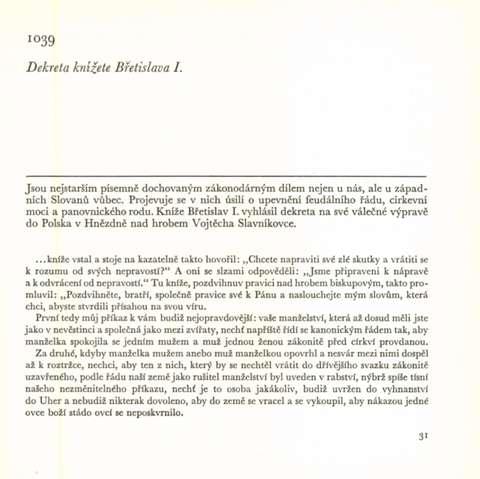 1039
Dekreta knížete Břetislava I.
Jsou nejstarším písemně dochovaným zákonodárným dílem nejen u nás, ale u západ-
ních Slovanů vůbec. Projevuje se v nich úsilí o upevnění feudálního řádu, církevní
moci a panovnického rodu. Kníže Břetislav I. vyhlásil dekreta na své válečné výpravě
do Polska v Hnězdně nad hrobem Vojtěcha Slavníkovce.
...kníže vstal a stoje na kazatelně takto hovořil: „Chcete napraviti své zlé skutky a vrátiti se
k rozumu od svých nepravostí?" A oni se slzami odpověděli: „Jsme připraveni k nápravě
a k odvrácení od nepravostí." Tu kníže, pozdvihnuv pravici nad hrobem biskupovým, takto pro-
mluvil: „Pozdvihněte, bratří, společně pravice své k Pánu a naslouchejte mým slovům, která
chci, abyste stvrdili přísahou na svou víru.
První tedy můj příkaz k vám budiž nejopravdovější: vaše manželství, která až dosud měli jste
jako v nevěstinci a společná jako mezi zvířaty, nechť napříště řídí se kanonickým řádem tak, aby
manželka spokojila se jedním mužem a muž jednou ženou zákonitě před církví provdanou.
Za druhé, kdyby manželka mužem anebo muž manželkou opovrhl a nesvár mezi nimi dospěl
až k roztržce, nechci, aby ten z nich, který by se nechtěl vrátit do dřívějšího svazku zákonitě
uzavřeného, podle řádu naší země jako rušitel manželství byl uveden v rabství, nýbrž spíše tísní
našeho nezměnitelného příkazu, nechť je to osoba jakákoliv, budiž uvržen do vyhnanství
do Uher a nebudiž nikterak dovoleno, aby do země se vracel a se vykoupil, aby nákazou jedné
ovce boží stádo ovcí se neposkvrnilo.
31